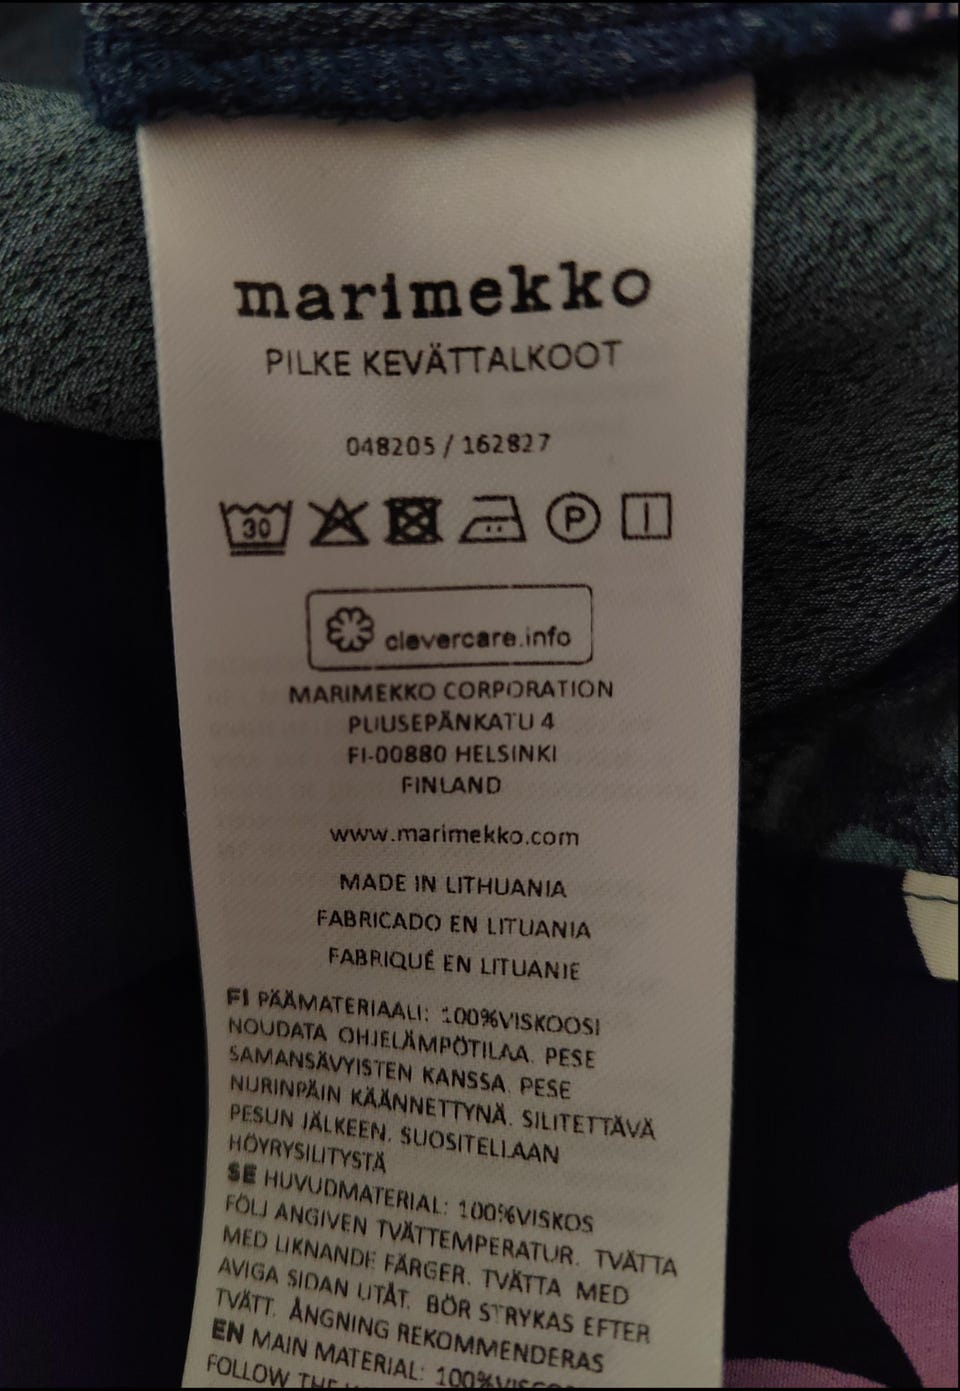 marimekko
PILKE KEVÄTTALKOOT
048205 / 162827
30
P
clevercare.info
MARIMEKKO CORPORATION
PUUSEPÄNKATU 4
FI-00880 HELSINKI
FINLAND
www.marimekko.com
MADE IN LITHUANIA
FABRICADO EN LITUANIA
FABRIQUÉ EN LITUANIE
FI PÄÄMATERIAALI: 100%VISKOOSI
NOUDATA OHJELÄMPÖTILAA. PESE
SAMANSÄVYISTEN KANSSA. PESE
NURINPÄIN KÄÄNNETTYNÄ. SILITETTÄVÄ
PESUN JÄLKEEN. SUOSITELLAAN
HÖYRYSILITYSTÄ
SE HUVUDMATERIAL: 100%VISKOS
FÖLJ ANGIVEN TVÄTTEMPERATUR. TVÄTTA
MED LIKNANDE FÄRGER. TVÄTTA MED
AVIGA SIDAN UTÅT. BÖR STRYKAS EFTER
TVÄTT. ÅNGNING REKOMMENDERAS
EN MAIN MATERIAL:
FOLLOW THE